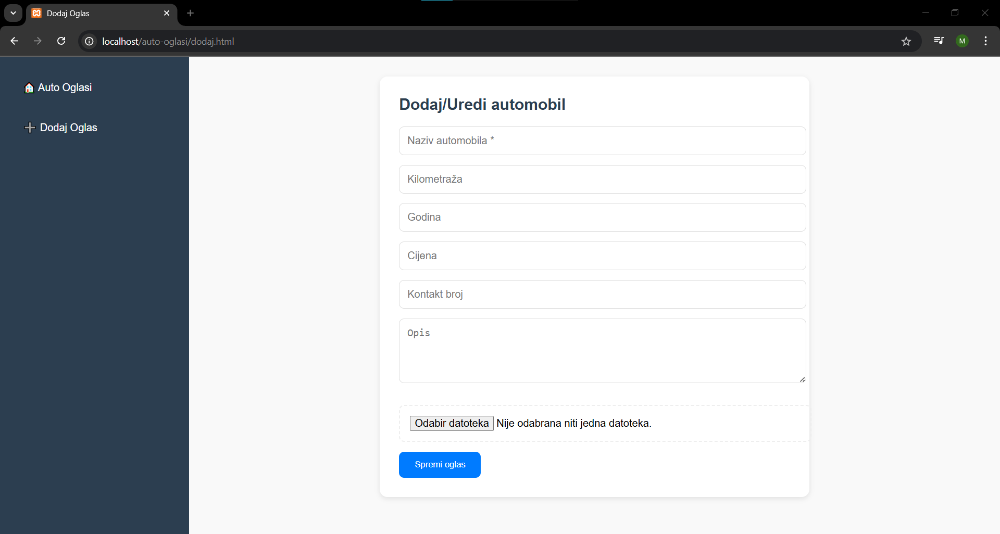 Dodaj Oglas
localhost/auto-oglasi/dodaj.html
M
Auto Oglasi
Dodaj Oglas
Dodaj/Uredi automobil
Naziv automobila *
Kilometraža
Godina
Cijena
Kontakt broj
Opis
Odabir datoteka Nije odabrana niti jedna datoteka.
Spremi oglas